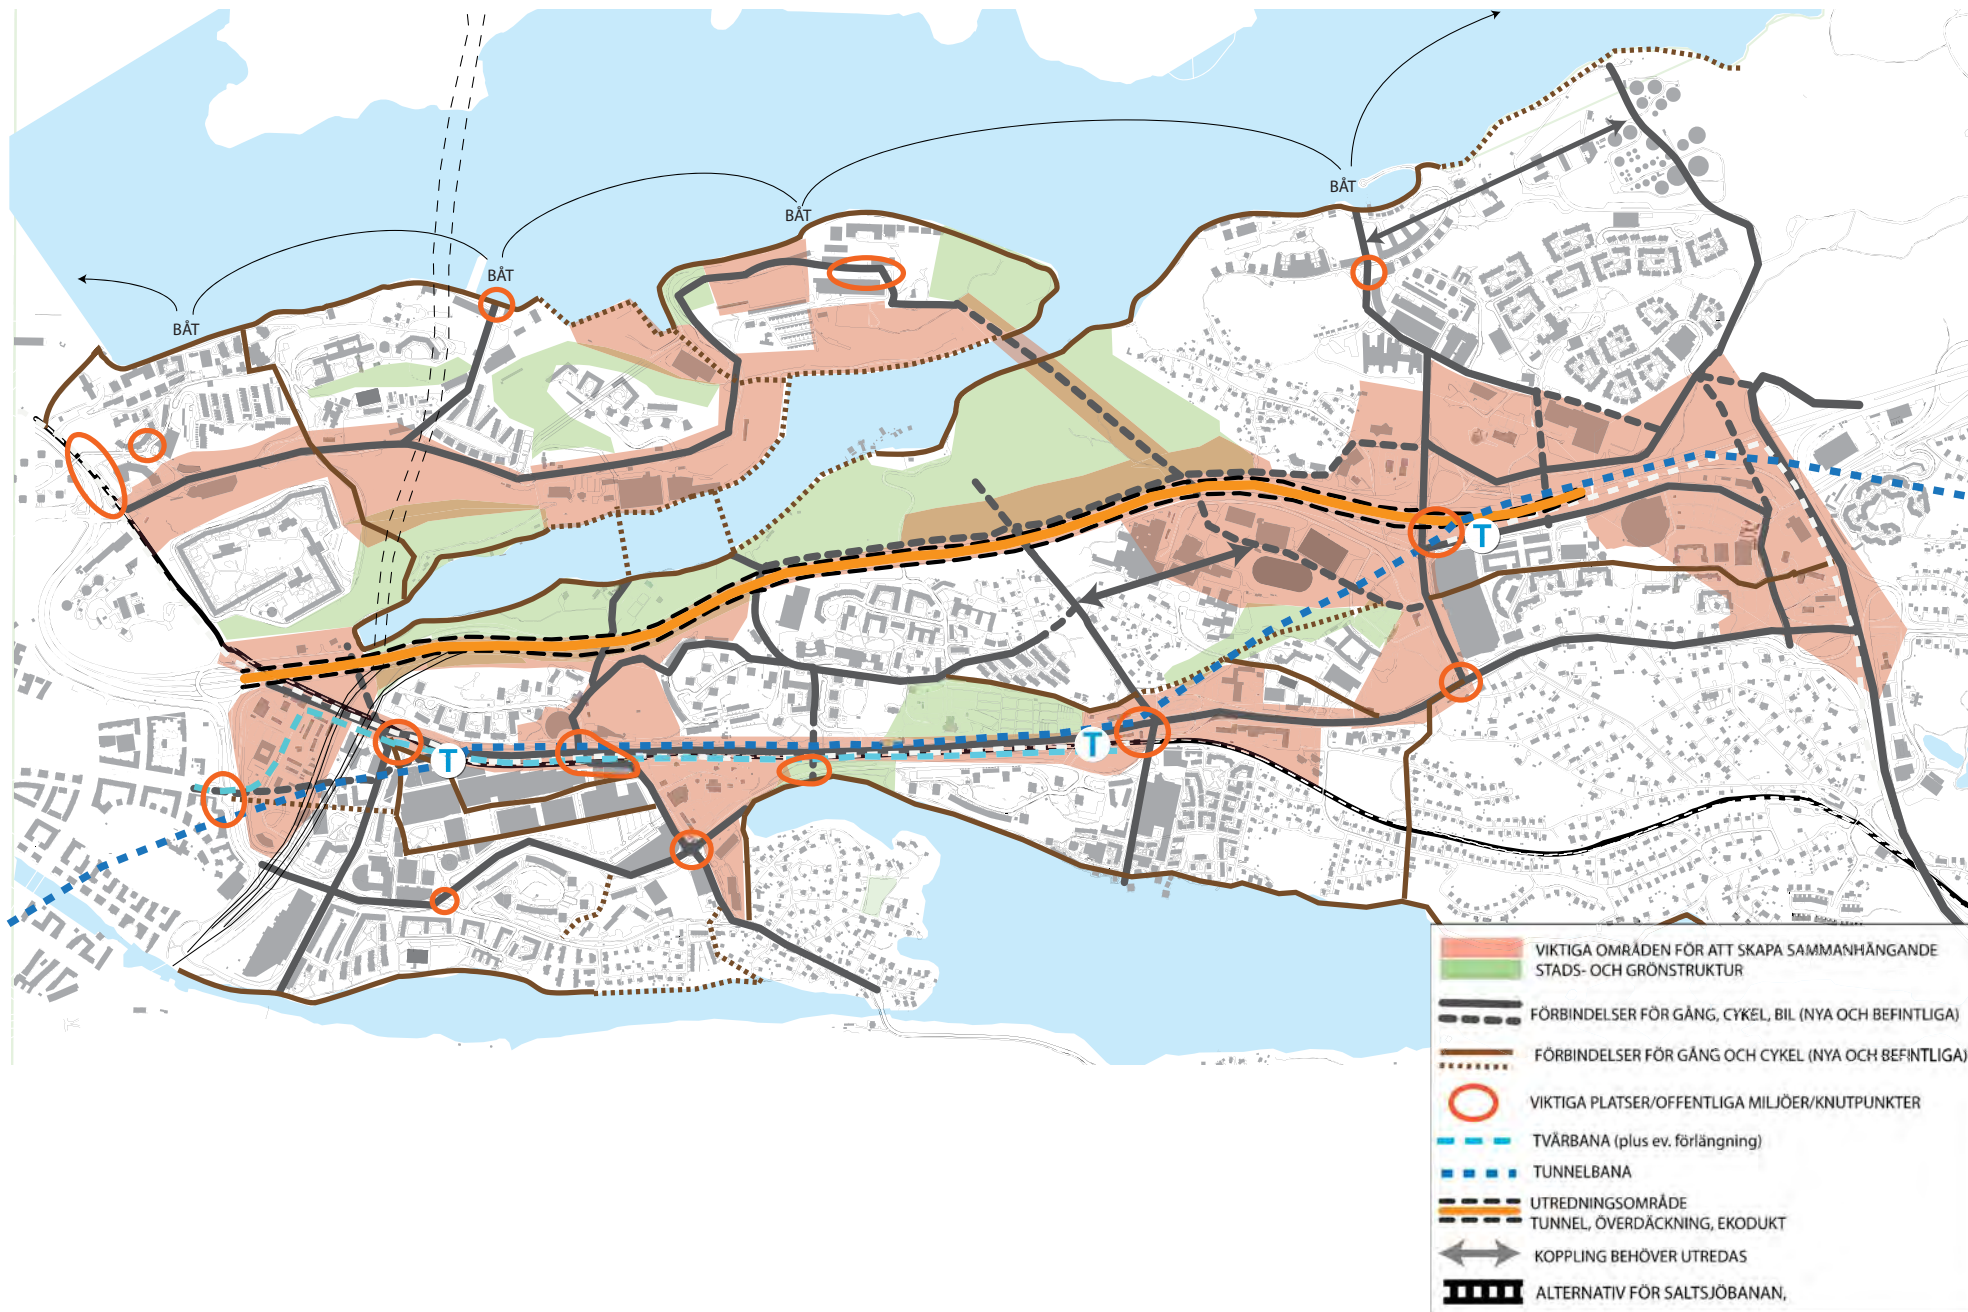 BÅT
BÅT
BÅT
BÅT
T
T
T
VIKTIGA OMRÅDEN FÖR ATT SKAPA SAMMANHÄNGANDE
STADS- OCH GRÖNSTRUKTUR
FÖRBINDELSER FÖR GÅNG, CYKEL, BIL (NYA OCH BEFINTLIGA)
FÖRBINDELSER FÖR GÅNG OCH CYKEL (NYA OCH BEFINTLIGA)
VIKTIGA PLATSER/OFFENTLIGA MILJÖER/KNUTPUNKTER
TVÄRBANA (plus ev. förlängning)
TUNNELBANA
UTREDNINGSOMRÅDE
TUNNEL, ÖVERDÄCKNING, EKODUKT
KOPPLING BEHÖVER UTREDAS
ALTERNATIV FÖR SALTSJÖBANAN,